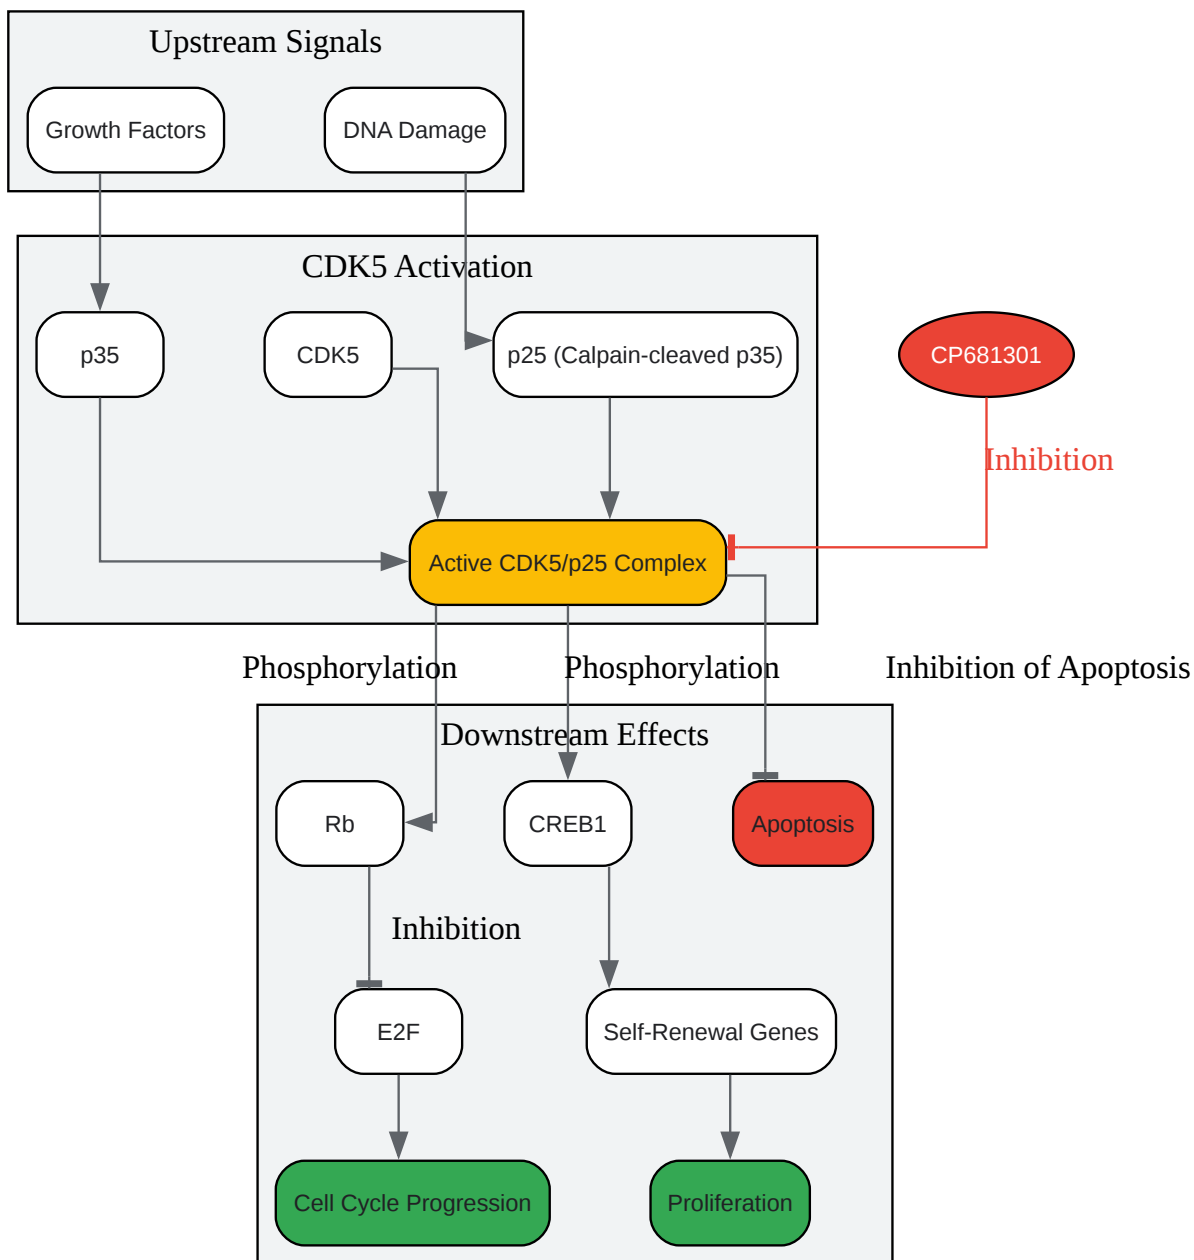 Upstream Signals
Growth Factors
DNA Damage
CDK5 Activation
p35
CDK5
p25 (Calpain-cleaved p35)
CP681301
Inhibition
Active CDK5/p25 Complex
Phosphorylation
Phosphorylation
Inhibition of Apoptosis
Downstream Effects
Rb
CREB1
Apoptosis
Inhibition
E2F
Self-Renewal Genes
Cell Cycle Progression
Proliferation